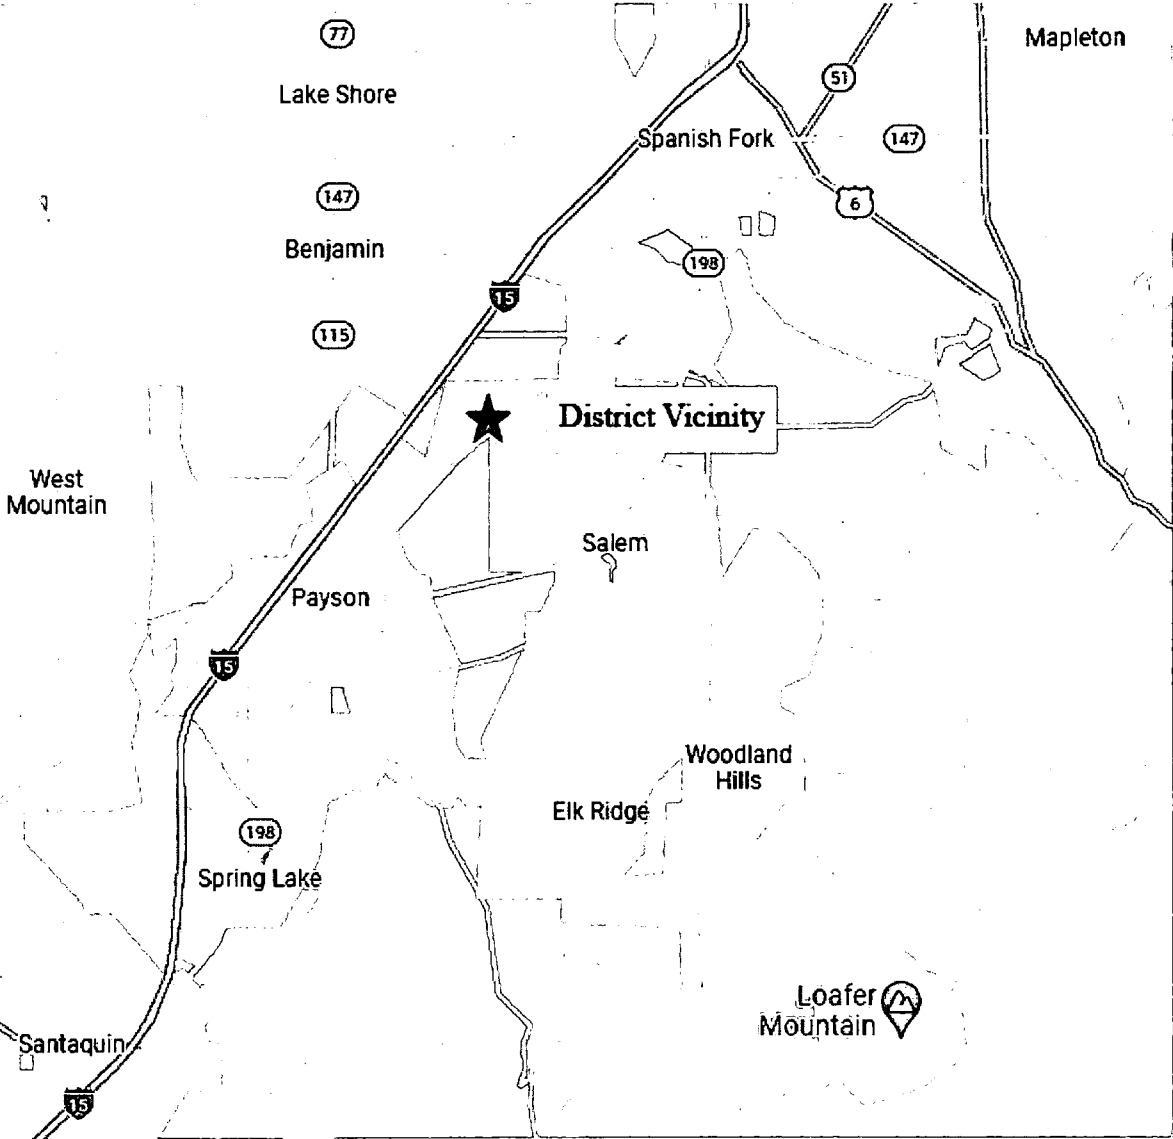 77
Mapleton
51
Lake Shore
Spanish Fork
147
147
6
Benjamin
198
15
115
District Vicinity
West
Mountain
Salem
Payson
15
Woodland
Hills
Elk Ridge
198
Spring Lake
Loafer
Mountain
Santaquin
15